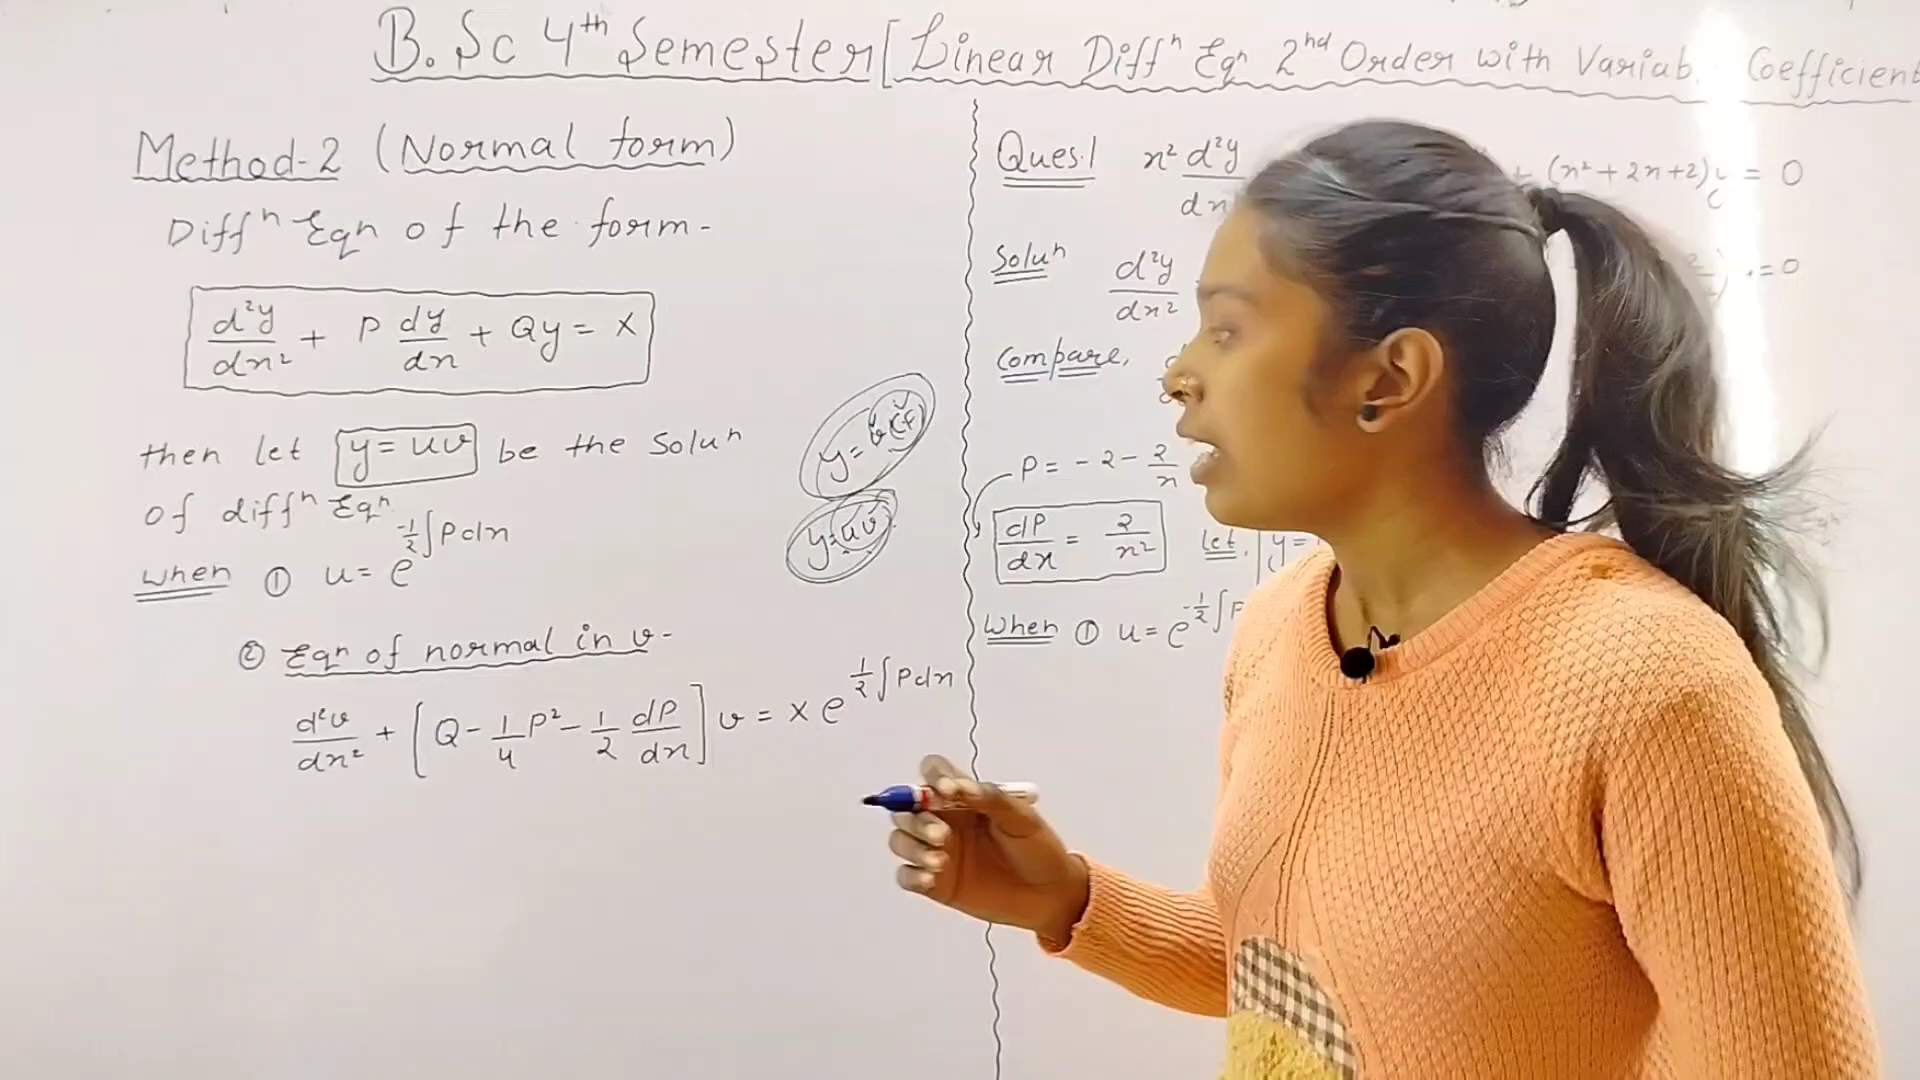 B.Sc 4th Semester [Linear Diffⁿ Eqⁿ 2nd Order with Variab Coefficient
Method-2 (Normal form)
Diffⁿ Eqn of the form-
d²y/dx² + P dy/dx + Qy = X
then let y = uv be the Soluⁿ
of diffⁿ Eqⁿ
When ① u = e^(-1/2 ∫Pdx)
② Eqⁿ of normal in v-
d²v/dx² + [Q - 1/4 P² - 1/2 dP/dx] v = X e^(1/2 ∫Pdx)
y=
y=uv
Ques.1 x² d²y/dx + (x²+2x+2)y = 0
Soluⁿ d²y/dx² =0
Compare,
P = -2 - 2/x
dP/dx = 2/x² Let, y=
When ① u = e^(-1/2 ∫P